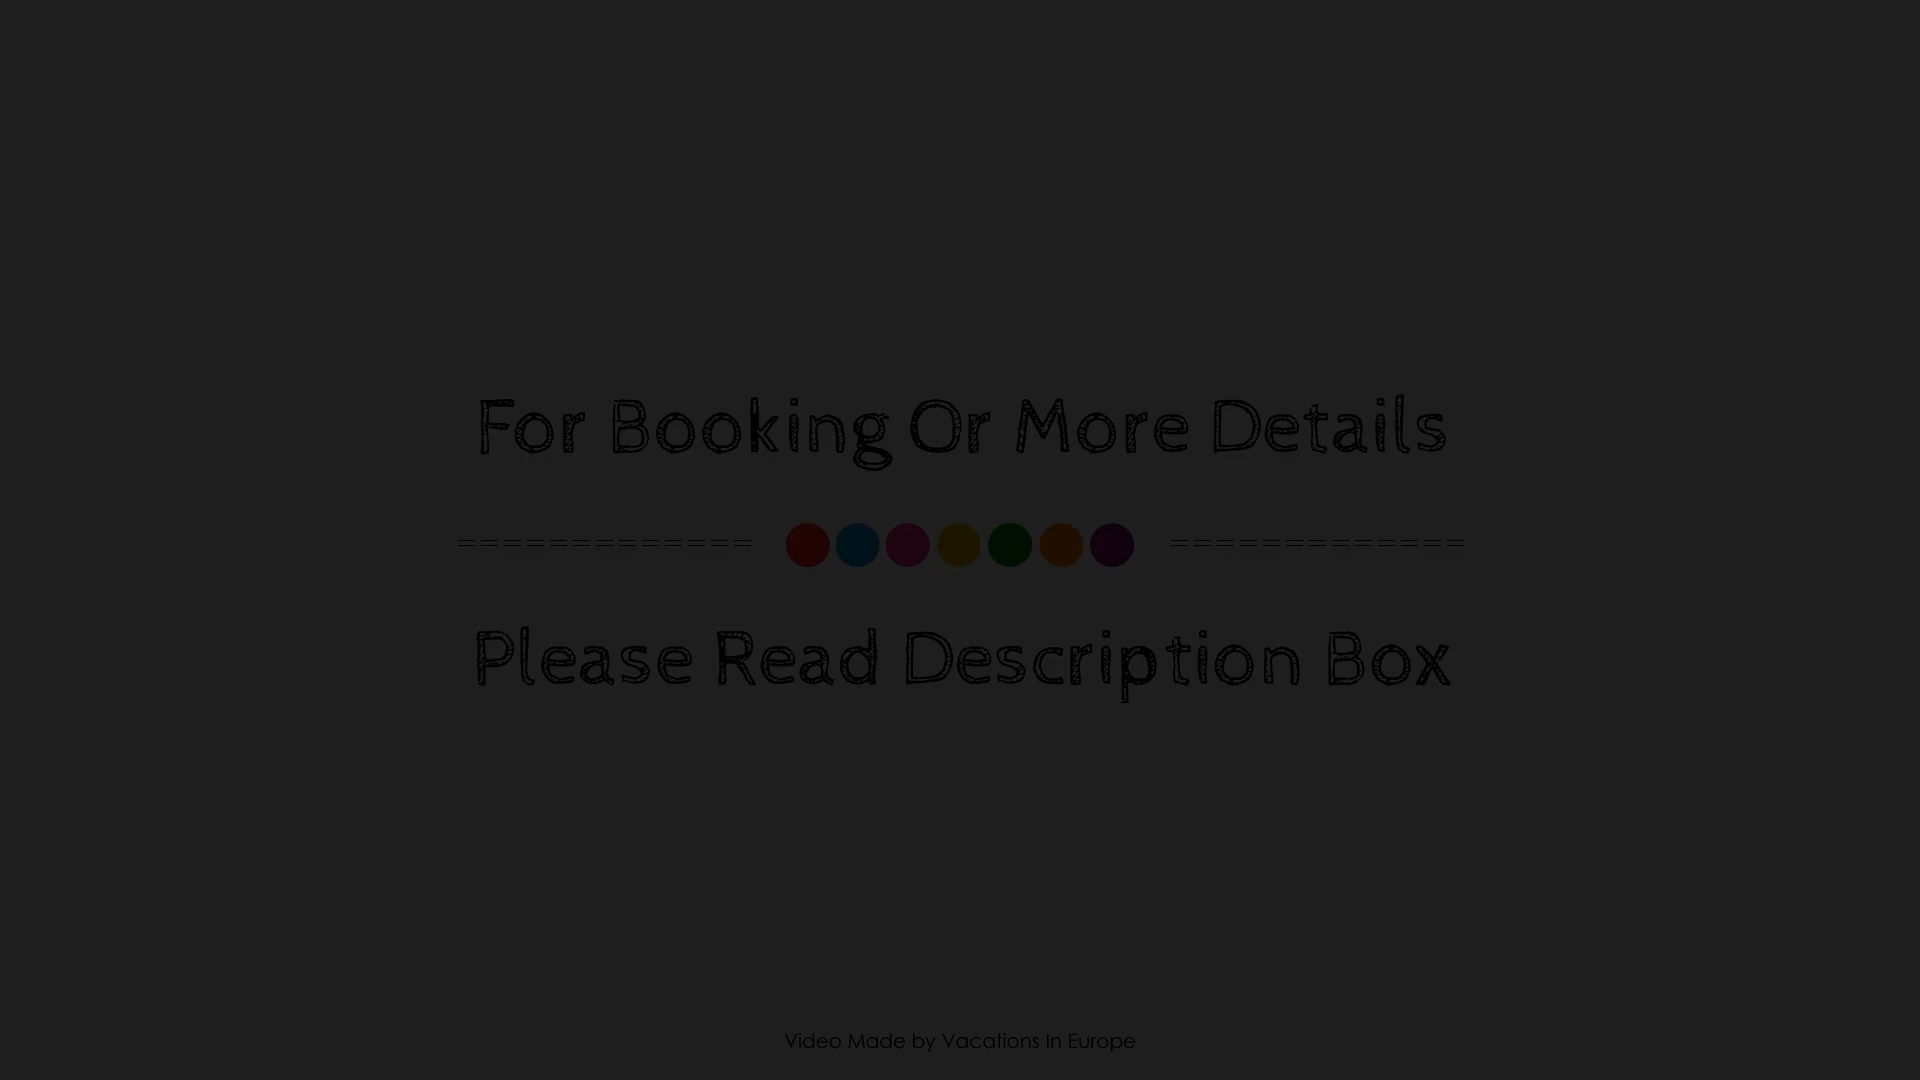 For Booking Or More Details
============= =============
Please Read Description Box
Video Made by Vacations In Europe